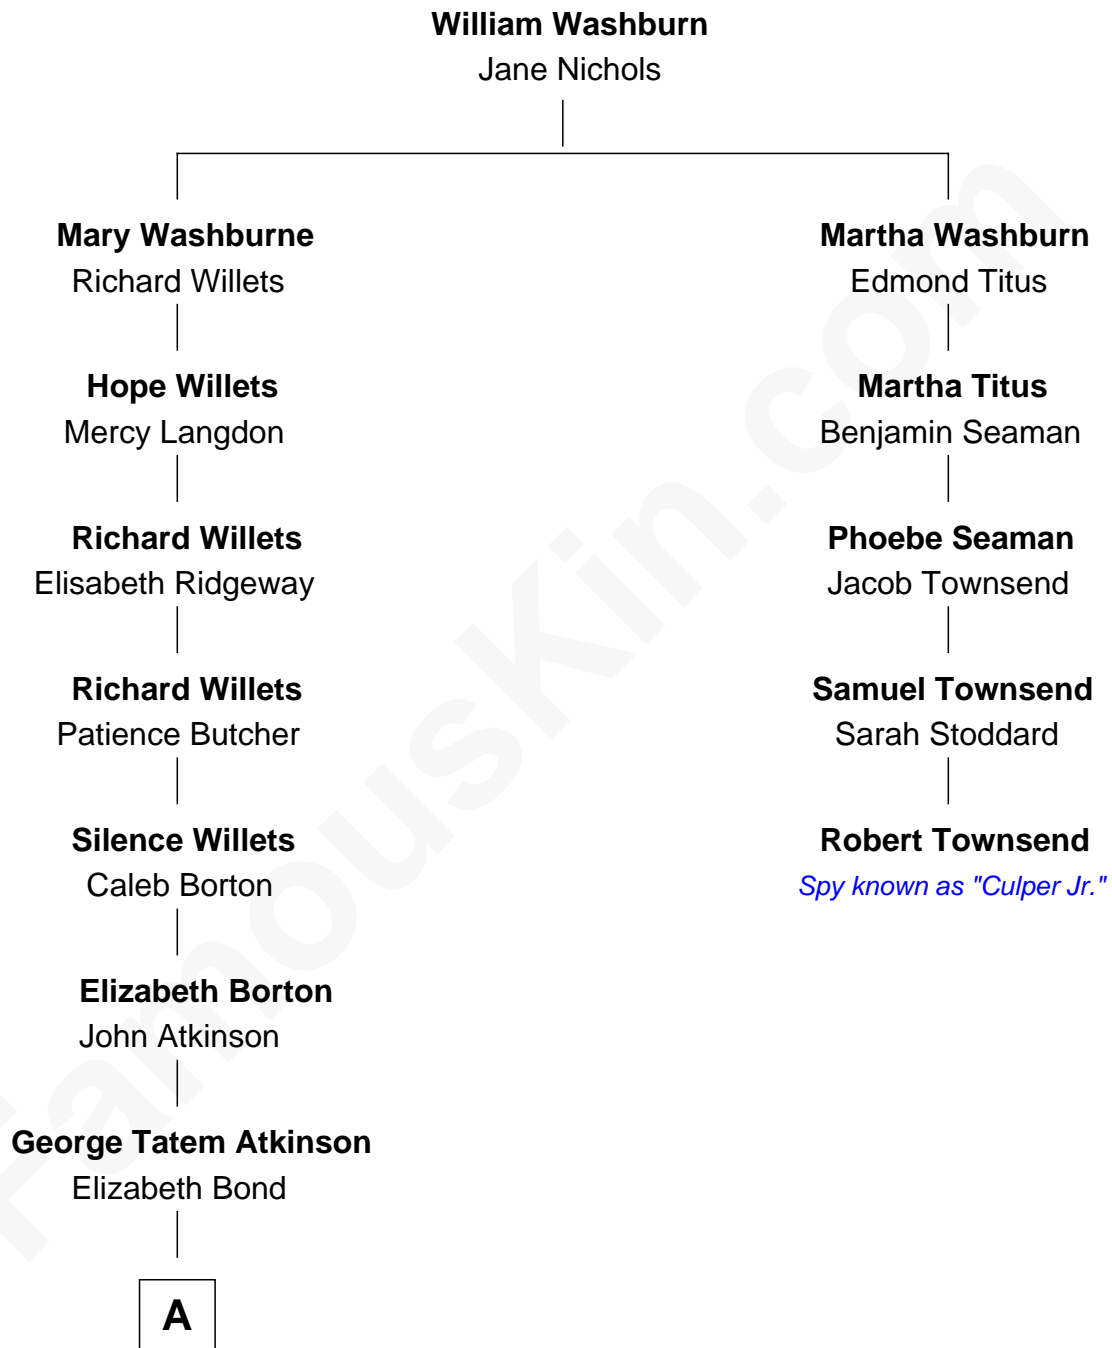 William Washburn
Jane Nichols
Mary Washburne
Richard Willets
Martha Washburn
Edmond Titus
Hope Willets
Mercy Langdon
Martha Titus
Benjamin Seaman
Richard Willets
Elisabeth Ridgeway
Phoebe Seaman
Jacob Townsend
Richard Willets
Patience Butcher
Samuel Townsend
Sarah Stoddard
Silence Willets
Caleb Borton
Robert Townsend
Spy known as "Culper Jr."
Elizabeth Borton
John Atkinson
George Tatem Atkinson
Elizabeth Bond
A
FamousKin.com